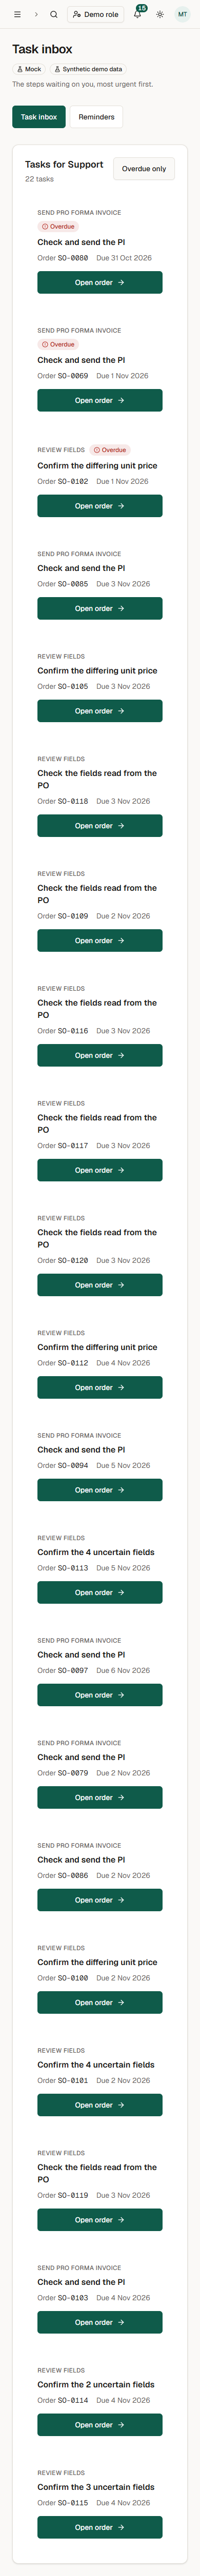 Demo role
15
MT
Task inbox
Mock
Synthetic demo data
The steps waiting on you, most urgent first.
Task inbox
Reminders
Tasks for Support
22 tasks
Overdue only
SEND PRO FORMA INVOICE
Overdue
Check and send the PI
Order SO-0080 Due 31 Oct 2026
Open order →
SEND PRO FORMA INVOICE
Overdue
Check and send the PI
Order SO-0069 Due 1 Nov 2026
Open order →
REVIEW FIELDS Overdue
Confirm the differing unit price
Order SO-0102 Due 1 Nov 2026
Open order →
SEND PRO FORMA INVOICE
Check and send the PI
Order SO-0085 Due 3 Nov 2026
Open order →
REVIEW FIELDS
Confirm the differing unit price
Order SO-0105 Due 3 Nov 2026
Open order →
REVIEW FIELDS
Check the fields read from the
PO
Order SO-0118 Due 3 Nov 2026
Open order →
REVIEW FIELDS
Check the fields read from the
PO
Order SO-0109 Due 2 Nov 2026
Open order →
REVIEW FIELDS
Check the fields read from the
PO
Order SO-0116 Due 3 Nov 2026
Open order →
REVIEW FIELDS
Check the fields read from the
PO
Order SO-0117 Due 3 Nov 2026
Open order →
REVIEW FIELDS
Check the fields read from the
PO
Order SO-0120 Due 3 Nov 2026
Open order →
REVIEW FIELDS
Confirm the differing unit price
Order SO-0112 Due 4 Nov 2026
Open order →
SEND PRO FORMA INVOICE
Check and send the PI
Order SO-0094 Due 5 Nov 2026
Open order →
REVIEW FIELDS
Confirm the 4 uncertain fields
Order SO-0113 Due 5 Nov 2026
Open order →
SEND PRO FORMA INVOICE
Check and send the PI
Order SO-0097 Due 6 Nov 2026
Open order →
SEND PRO FORMA INVOICE
Check and send the PI
Order SO-0079 Due 2 Nov 2026
Open order →
SEND PRO FORMA INVOICE
Check and send the PI
Order SO-0086 Due 2 Nov 2026
Open order →
REVIEW FIELDS
Confirm the differing unit price
Order SO-0100 Due 2 Nov 2026
Open order →
REVIEW FIELDS
Confirm the 4 uncertain fields
Order SO-0101 Due 2 Nov 2026
Open order →
REVIEW FIELDS
Check the fields read from the
PO
Order SO-0119 Due 3 Nov 2026
Open order →
SEND PRO FORMA INVOICE
Check and send the PI
Order SO-0103 Due 4 Nov 2026
Open order →
REVIEW FIELDS
Confirm the 2 uncertain fields
Order SO-0114 Due 4 Nov 2026
Open order →
REVIEW FIELDS
Confirm the 3 uncertain fields
Order SO-0115 Due 4 Nov 2026
Open order →